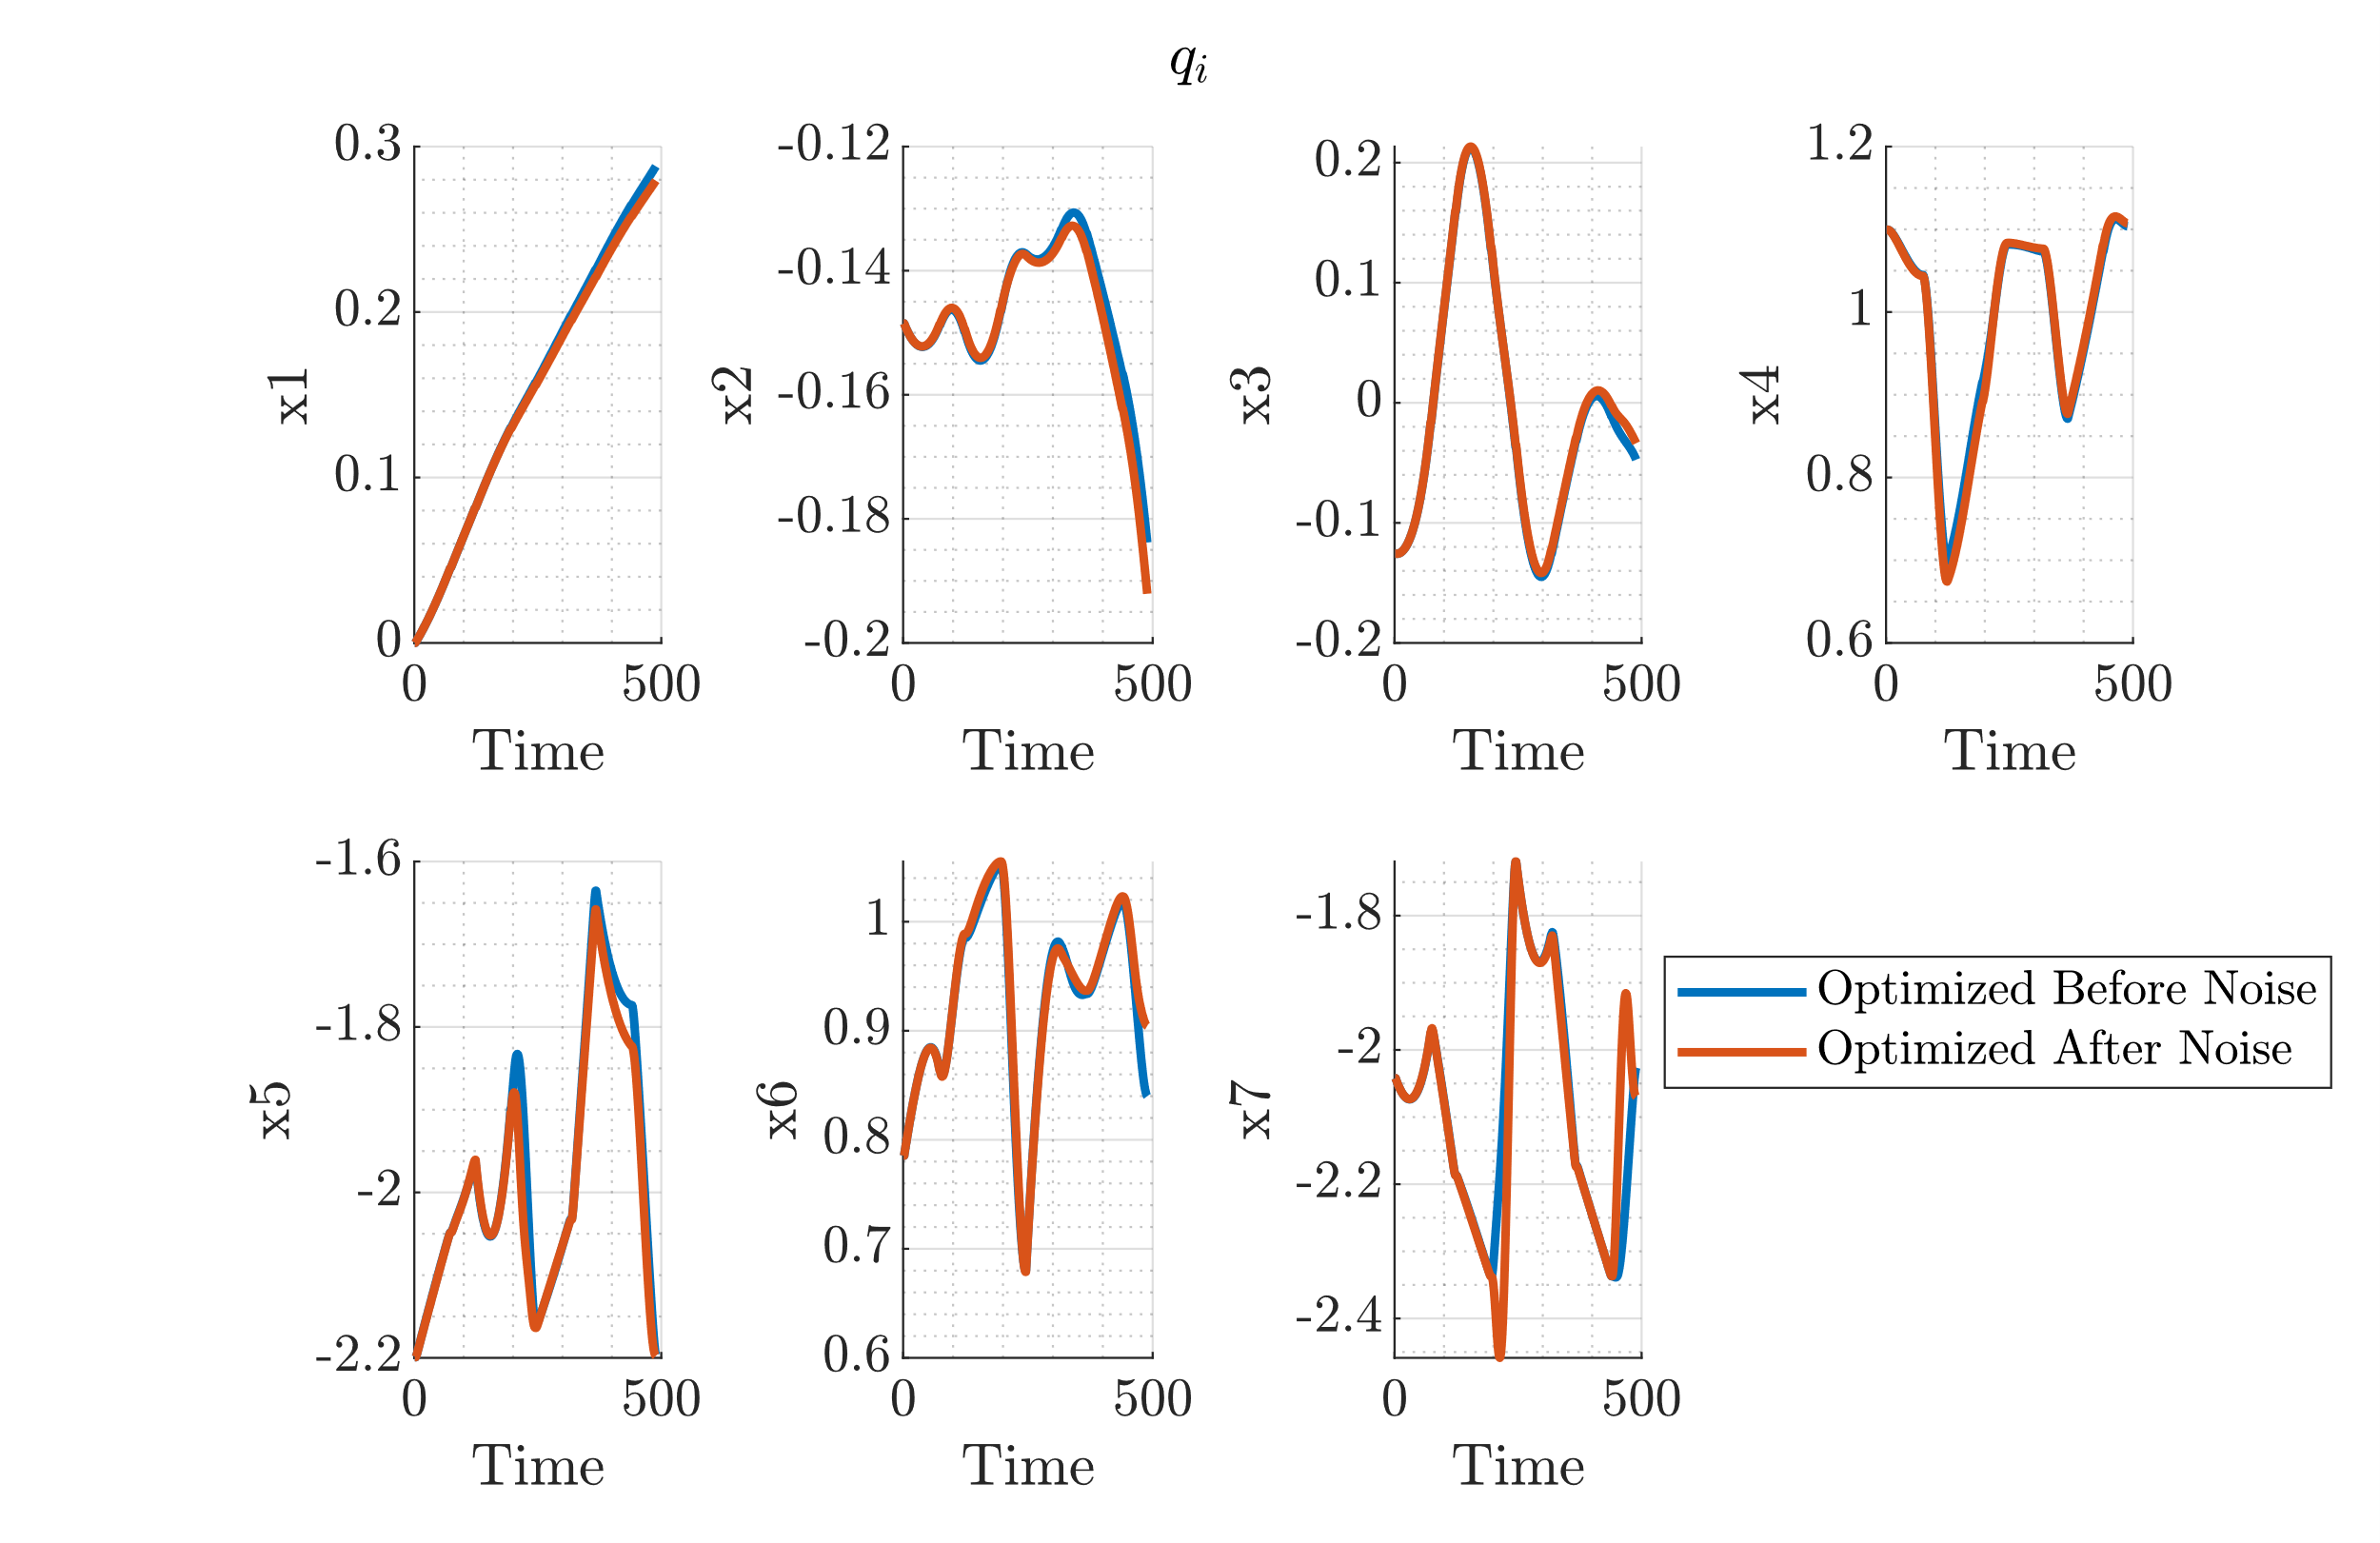 qi
0.3
0.2
0.1
0
x1
0
500
Time
-0.12
-0.14
-0.16
-0.18
-0.2
x2
0
500
Time
0.2
0.1
0
-0.1
-0.2
x3
0
500
Time
1.2
1
0.8
0.6
x4
0
500
Time
-1.6
-1.8
-2
-2.2
x5
0
500
Time
1
0.9
0.8
0.7
0.6
x6
0
500
Time
-1.8
-2
-2.2
-2.4
x7
0
500
Time
Optimized Before Noise
Optimized After Noise